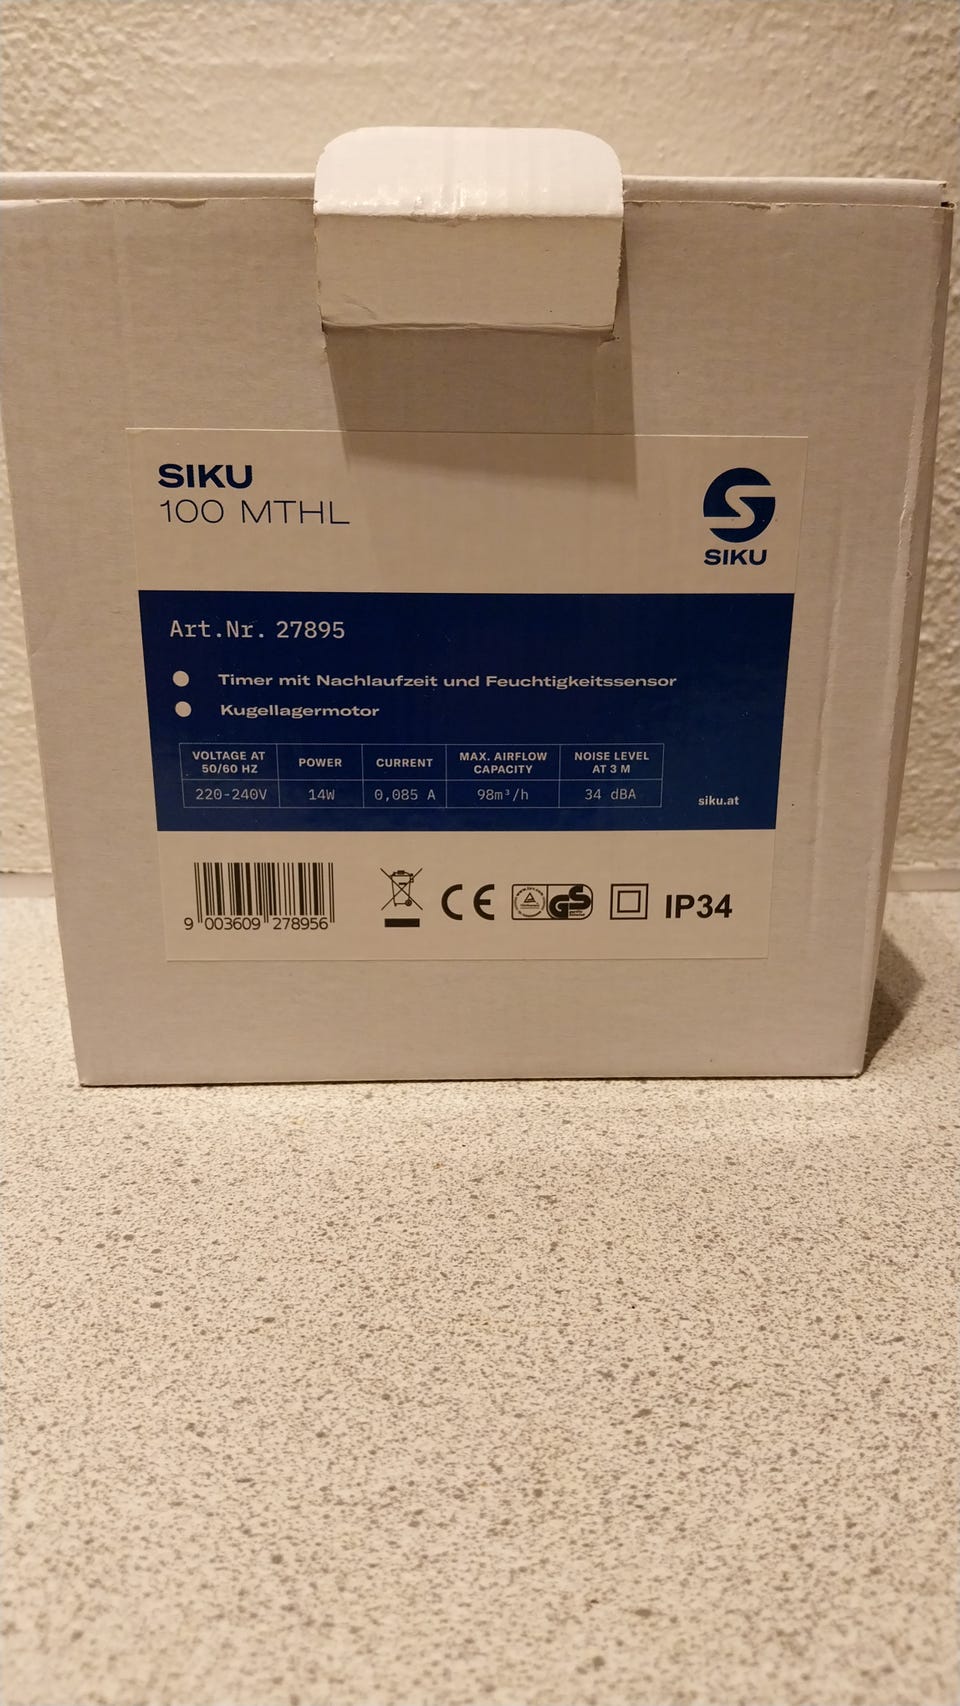 SIKU
100 MTHL
SIKU
Art.Nr. 27895
Timer mit Nachlaufzeit und Feuchtigkeitssensor
Kugellagermotor
VOLTAGE AT 50/60 HZ
POWER
CURRENT
MAX. AIRFLOW CAPACITY
NOISE LEVEL AT 3 M
220-240V
14W
0,085 A
98m³/h
34 dBA
siku.at
9 003609 278956
CE
GS
IP34